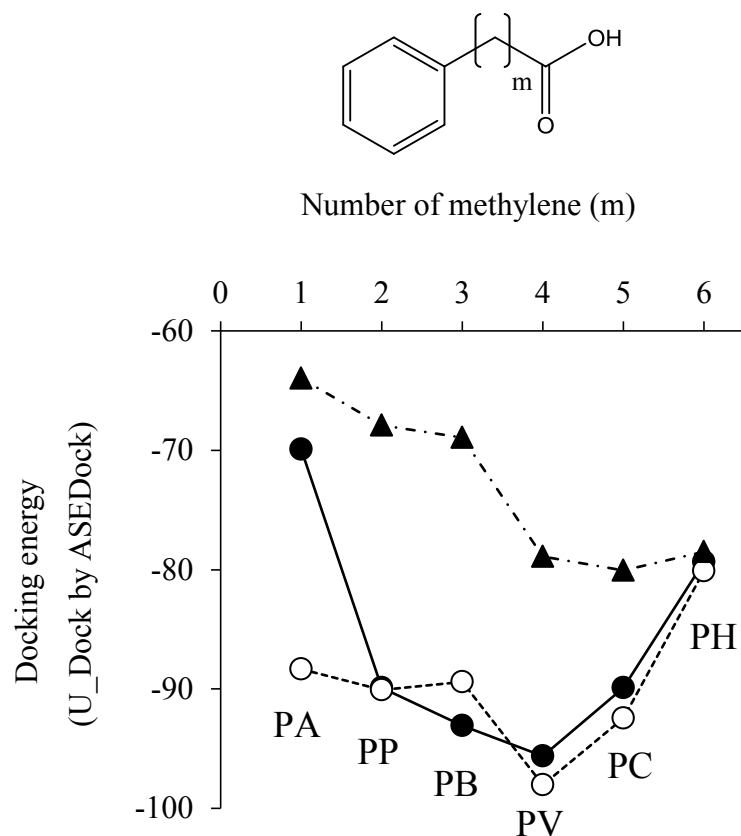 OH
m
O
Number of methylene (m)
0 1 2 3 4 5 6
-60
-70
-80
-90
-100
Docking energy
(U_Dock by ASEDock)
PA
PP
PB
PV
PC
PH